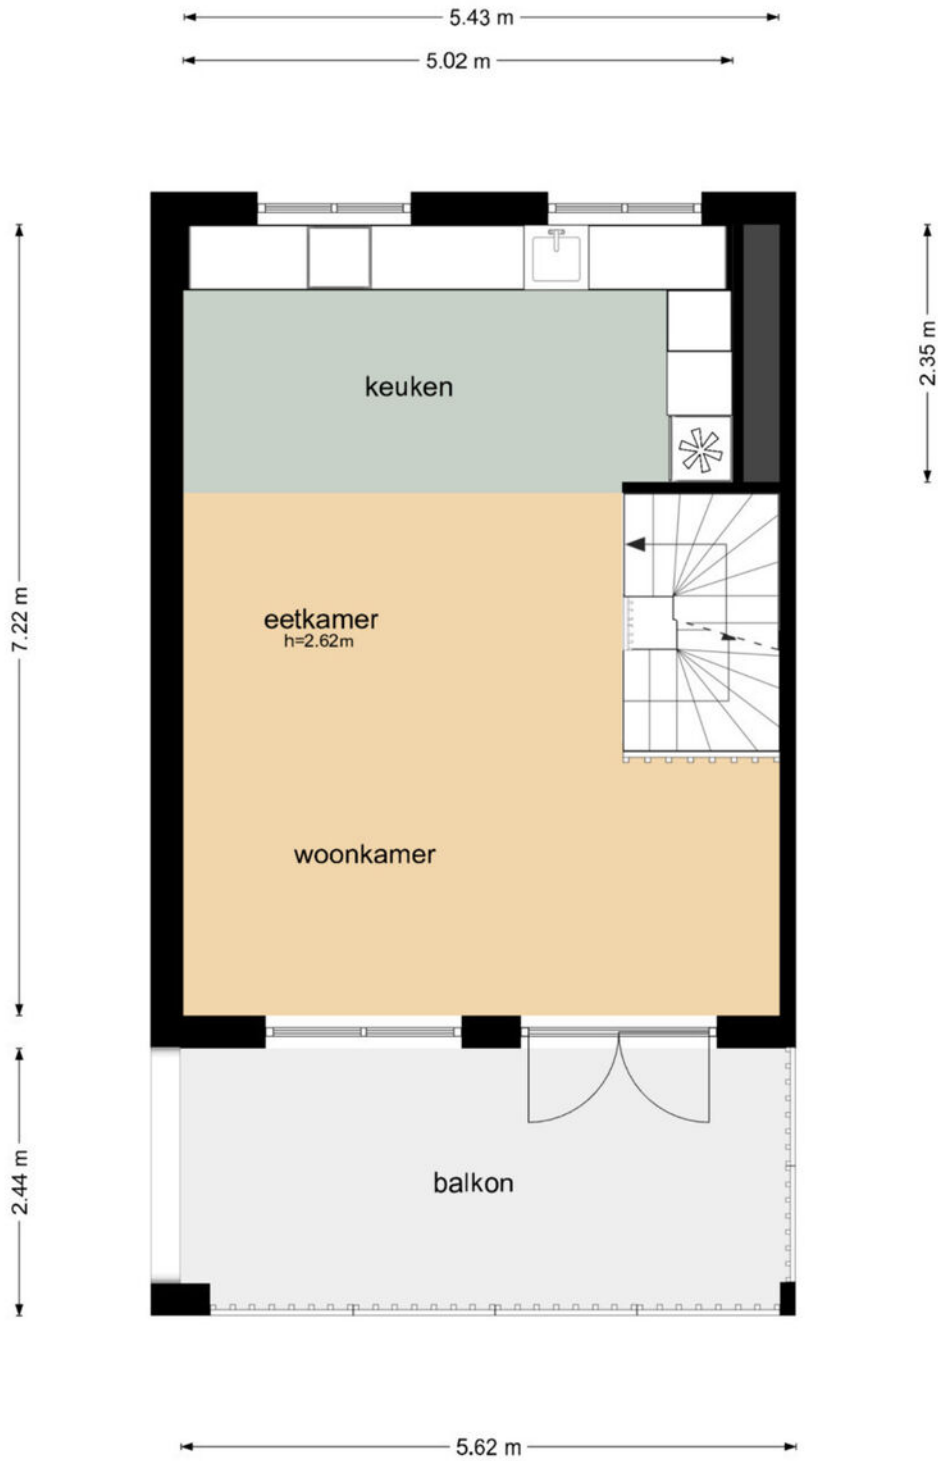 5.43 m
5.02 m
2.35 m
keuken
7.22 m
eetkamer
h=2.62m
woonkamer
2.44 m
balkon
5.62 m